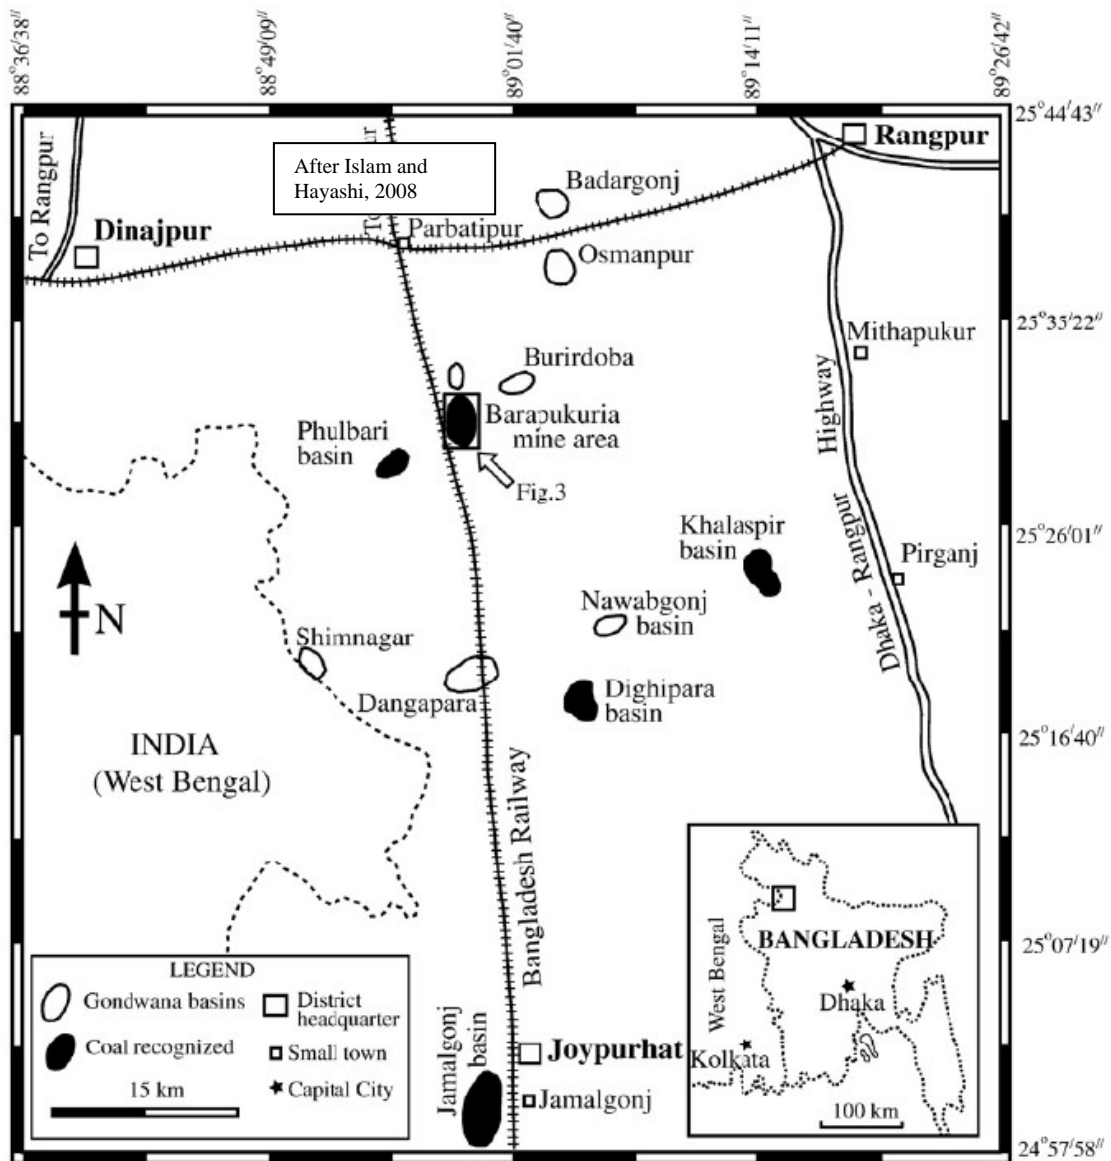 88°36′38″
88°49′09″
89°01′40″
89°14′11″
89°26′42″
25°44′43″
Rangpur
To Rangpur
After Islam and
Hayashi, 2008
Badargonj
Dinajpur
Parbatipur
Osmanpur
25°35′22″
Mithapukur
Burirdoba
Highway
Barapukuria
mine area
Phulbari
basin
Fig.3
Khalaspir
basin
25°26′01″
Pirganj
N
Nawabgonj
basin
Dhaka - Rangpur
Shimnagar
Dangapara
Dighipara
basin
25°16′40″
INDIA
(West Bengal)
Bangladesh Railway
25°07′19″
LEGEND
Gondwana basins
District
headquarter
Coal recognized
Small town
15 km
Capital City
Jamalgonj
basin
Joypurhat
Jamalgonj
BANGLADESH
West Bengal
Dhaka
Kolkata
100 km
24°57′58″